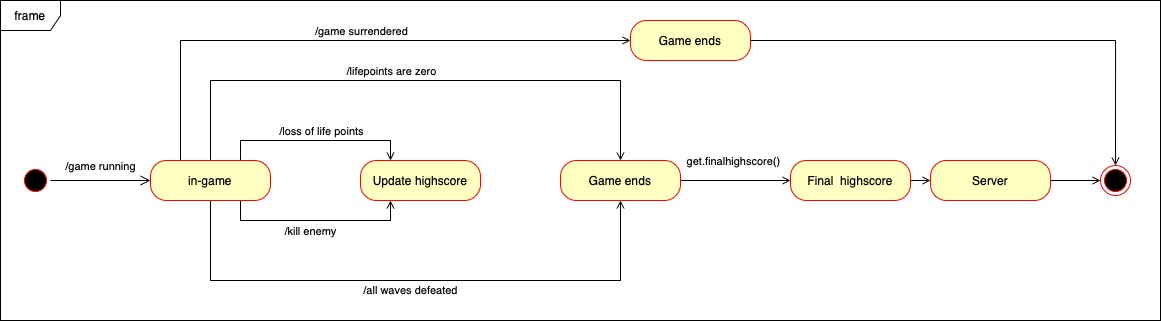 frame
/game surrendered
Game ends
/lifepoints are zero
/loss of life points
/game running
in-game
Update highscore
Game ends
get.finalhighscore()
Final highscore
Server
/kill enemy
/all waves defeated